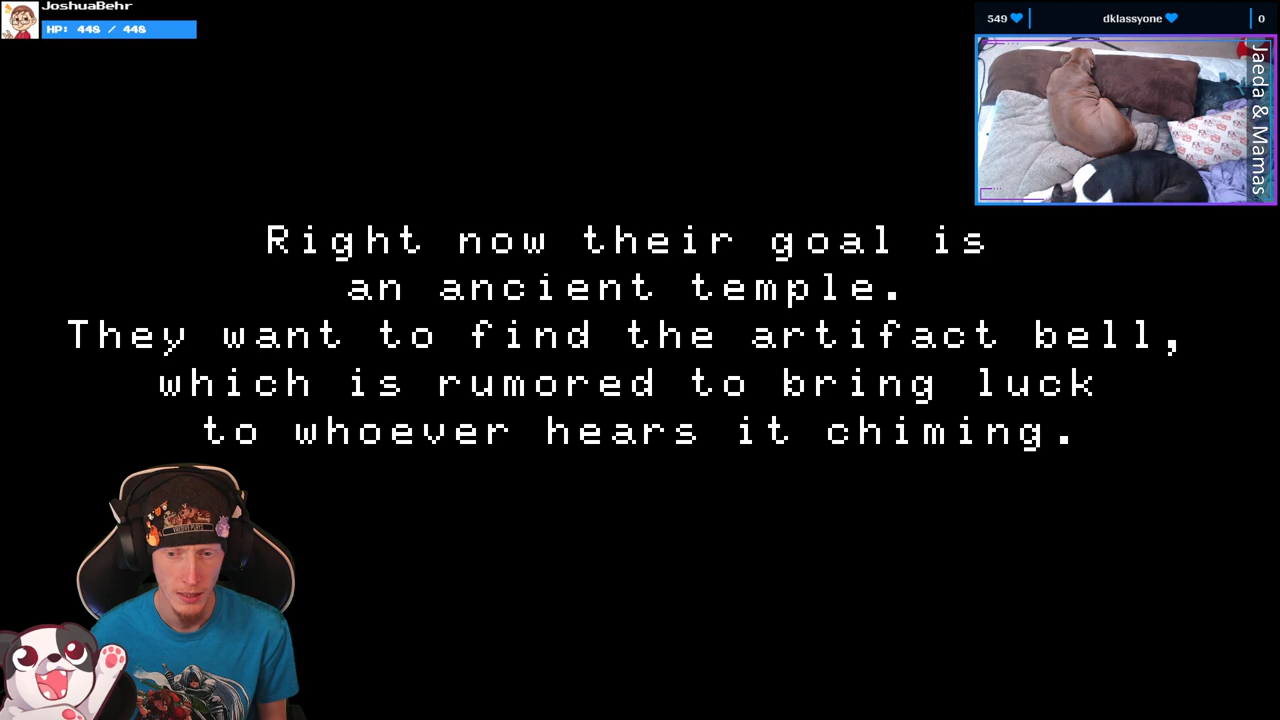 JoshuaBehr
HP: 448 / 448
549
dklassyone
0
Jaeda & Mamas
Right now their goal is
an ancient temple.
They want to find the artifact bell,
which is rumored to bring luck
to whoever hears it chiming.